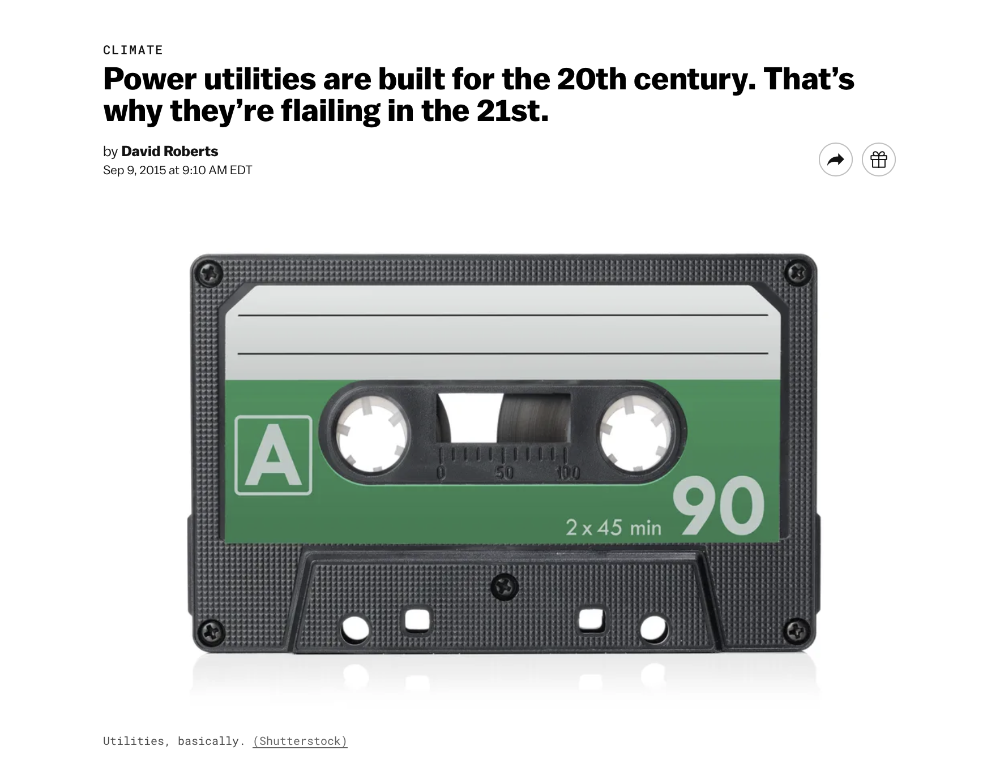 CLIMATE
Power utilities are built for the 20th century. That’s
why they’re flailing in the 21st.
by David Roberts
Sep 9, 2015 at 9:10 AM EDT
A
0 50 100
2 x 45 min 90
Utilities, basically. (Shutterstock)